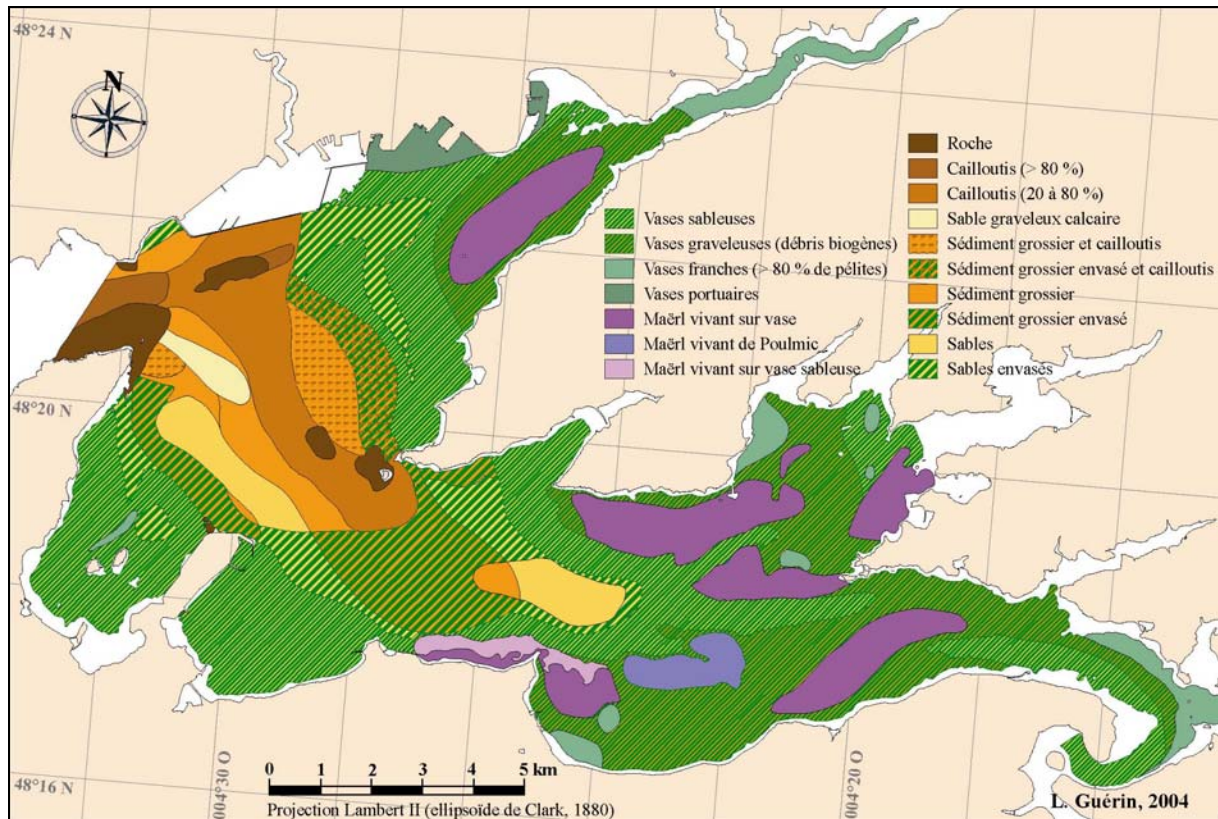 48°24 N
004°30 O
004°20 O
N
Roche
Cailloutis (> 80 %)
Cailloutis (20 à 80 %)
Sable graveleux calcaire
Sédiment grossier et cailloutis
Sédiment grossier envasé et cailloutis
Sédiment grossier
Sédiment grossier envasé
Sables
Sables envasés
Vases sableuses
Vases graveleuses (débris biogènes)
Vases franches (> 80 % de pélites)
Vases portuaires
Maërl vivant sur vase
Maërl vivant de Poulmic
Maërl vivant sur vase sableuse
48°20 N
48°16 N
004°30 O
004°20 O
0 1 2 3 4 5 km
Projection Lambert II (ellipsoïde de Clark, 1880)
L. Guérin, 2004